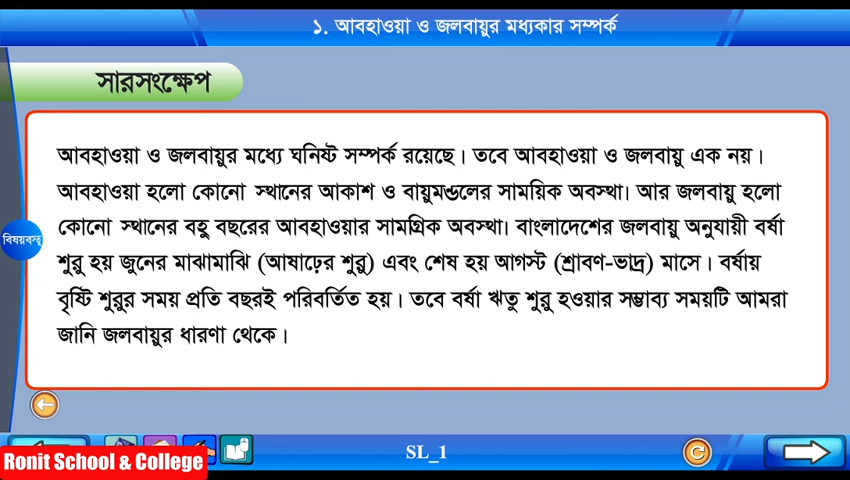 ১. আবহাওয়া ও জলবায়ুর মধ্যকার সম্পর্ক
সারসংক্ষেপ
আবহাওয়া ও জলবায়ুর মধ্যে ঘনিষ্ট সম্পর্ক রয়েছে। তবে আবহাওয়া ও জলবায়ু এক নয়।
আবহাওয়া হলো কোনো স্থানের আকাশ ও বায়ুমন্ডলের সাময়িক অবস্থা। আর জলবায়ু হলো
কোনো স্থানের বহু বছরের আবহাওয়ার সামগ্রিক অবস্থা। বাংলাদেশের জলবায়ু অনুযায়ী বর্ষা
শুরু হয় জুনের মাঝামাঝি (আষাঢ়ের শুরু) এবং শেষ হয় আগস্ট (শ্রাবণ-ভাদ্র) মাসে। বর্ষায়
বৃষ্টি শুরুর সময় প্রতি বছরই পরিবর্তিত হয়। তবে বর্ষা ঋতু শুরু হওয়ার সম্ভাব্য সময়টি আমরা
জানি জলবায়ুর ধারণা থেকে।
বিষয়বস্তু
SL_1
Ronit School & College